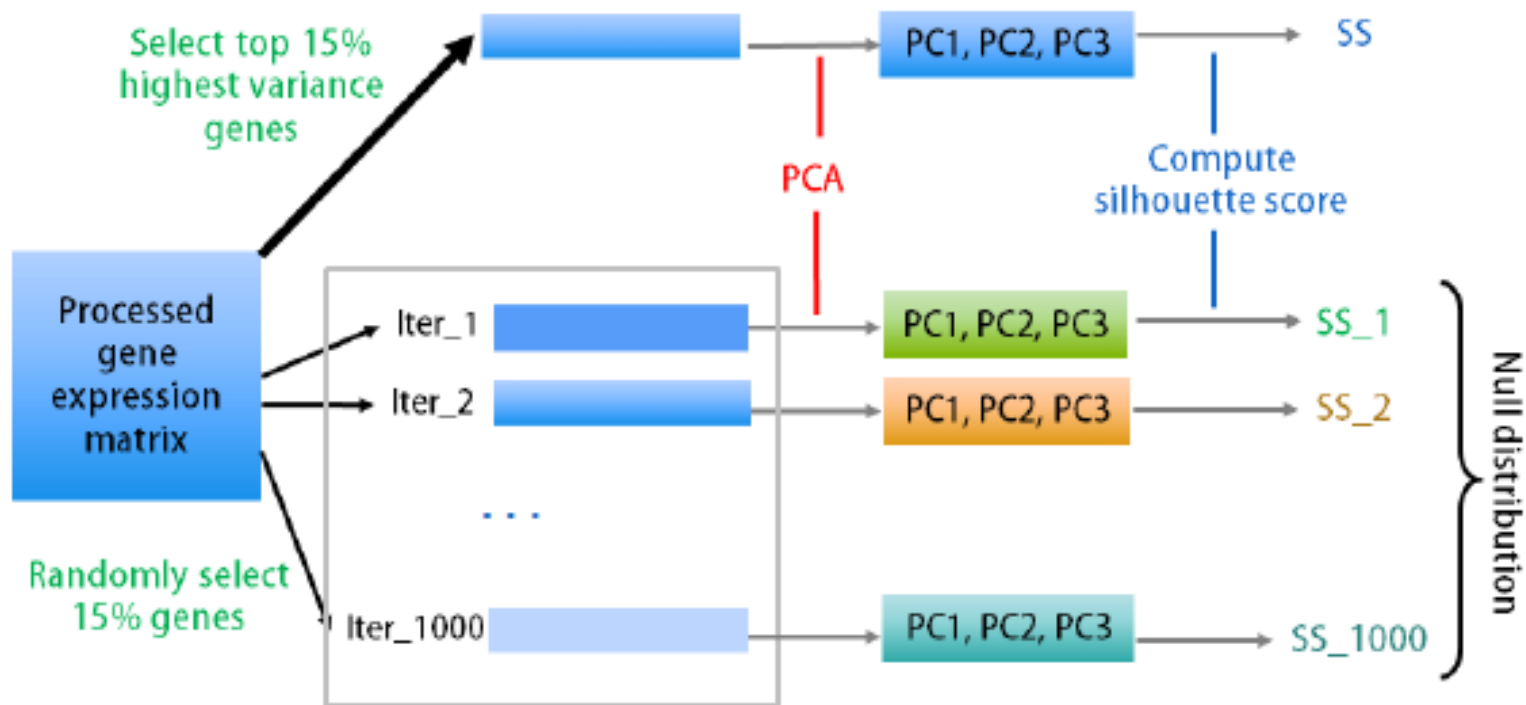 Select top 15%
highest variance
genes
PC1, PC2, PC3
SS
PCA
Compute
silhouette score
Processed
gene
expression
matrix
Iter_1
PC1, PC2, PC3
SS_1
Iter_2
PC1, PC2, PC3
SS_2
. . .
Randomly select
15% genes
Iter_1000
PC1, PC2, PC3
SS_1000
Null distribution